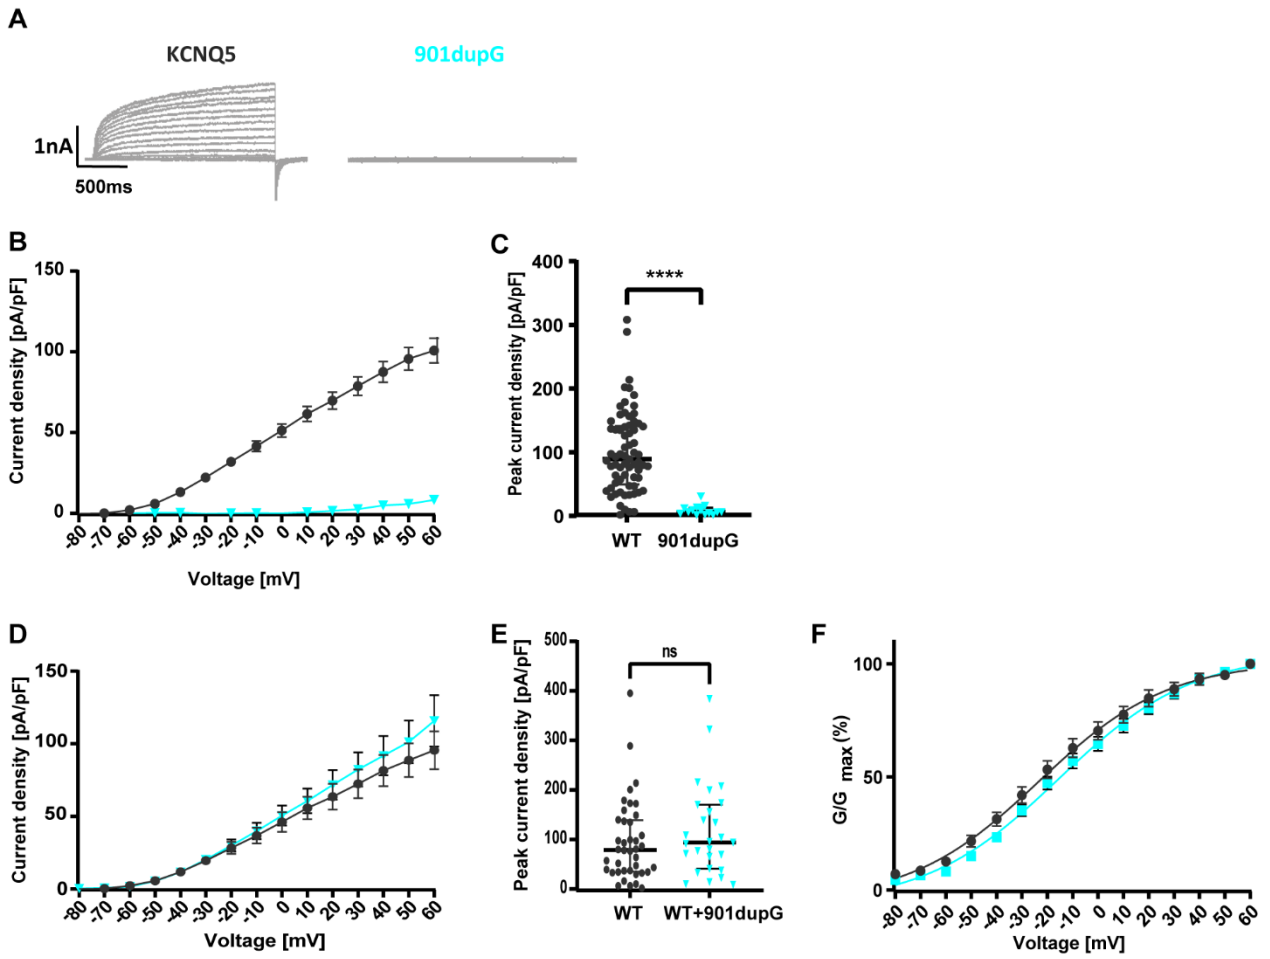 A
KCNQ5
901dupG
1nA
500ms
B
Current density [pA/pF]
150
100
50
0
-80 -70 -60 -50 -40 -30 -20 -10 0 10 20 30 40 50 60
Voltage [mV]
C
Peak current density [pA/pF]
400
300
200
100
0
****
WT 901dupG
D
Current density [pA/pF]
150
100
50
0
-80 -70 -60 -50 -40 -30 -20 -10 0 10 20 30 40 50 60
Voltage [mV]
E
Peak current density [pA/pF]
500
400
300
200
100
0
ns
WT WT+901dupG
F
G/G max (%)
100
50
0
-80 -70 -60 -50 -40 -30 -20 -10 0 10 20 30 40 50 60
Voltage [mV]